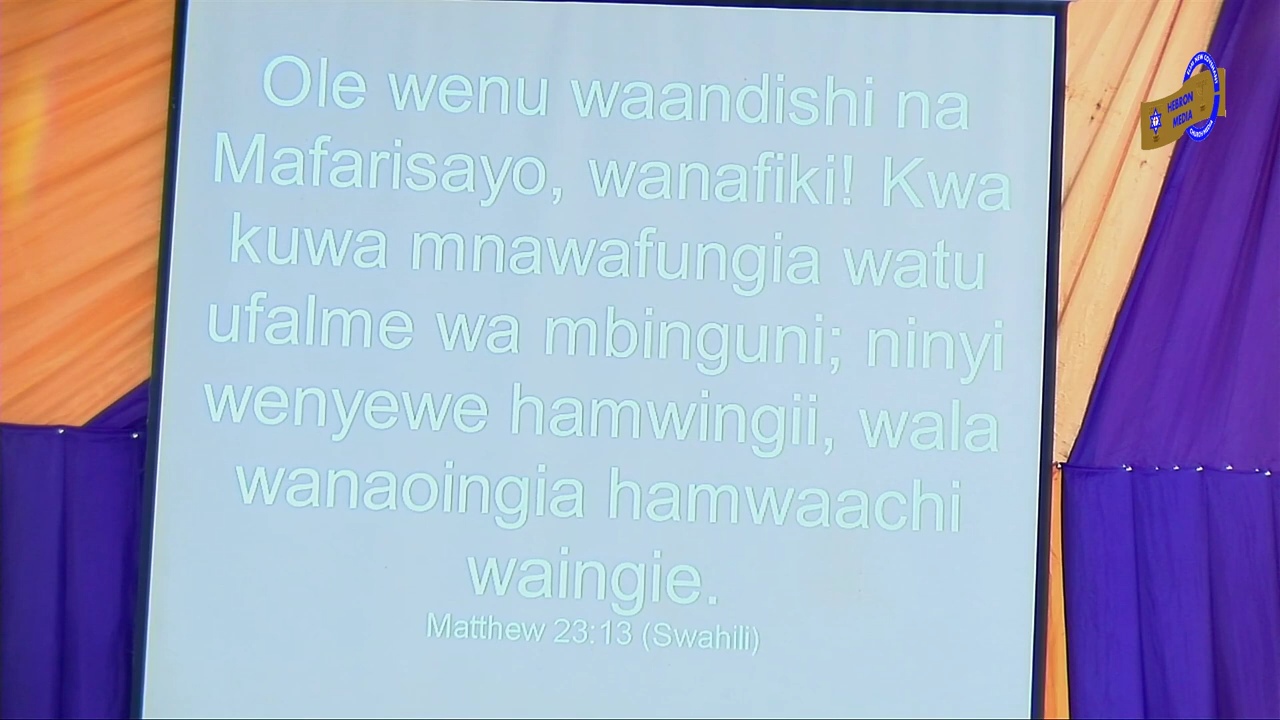 Ole wenu waandishi na
Mafarisayo, wanafiki! Kwa
kuwa mnawafungia watu
ufalme wa mbinguni; ninyi
wenyewe hamwingii, wala
wanaoingia hamwaachi
waingie.
Matthew 23:13 (Swahili)
HEBRON
MEDIA